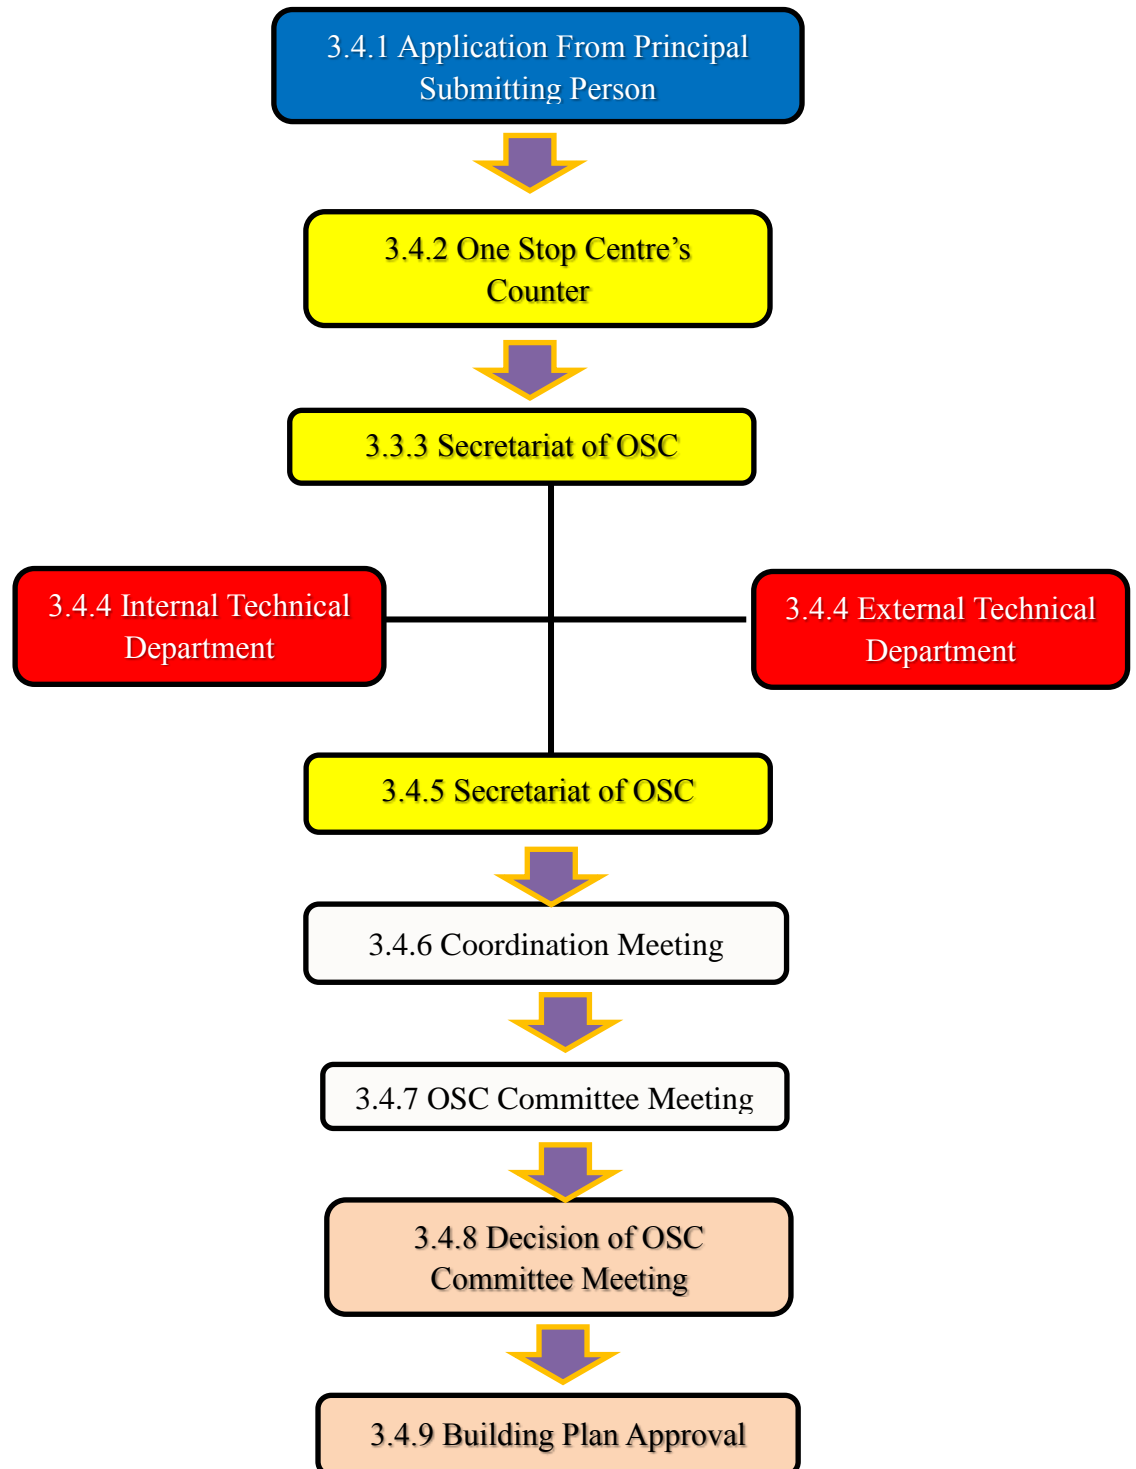 3.4.1 Application From Principal
Submitting Person
3.4.2 One Stop Centre’s
Counter
3.3.3 Secretariat of OSC
3.4.4 Internal Technical
Department
3.4.4 External Technical
Department
3.4.5 Secretariat of OSC
3.4.6 Coordination Meeting
3.4.7 OSC Committee Meeting
3.4.8 Decision of OSC
Committee Meeting
3.4.9 Building Plan Approval